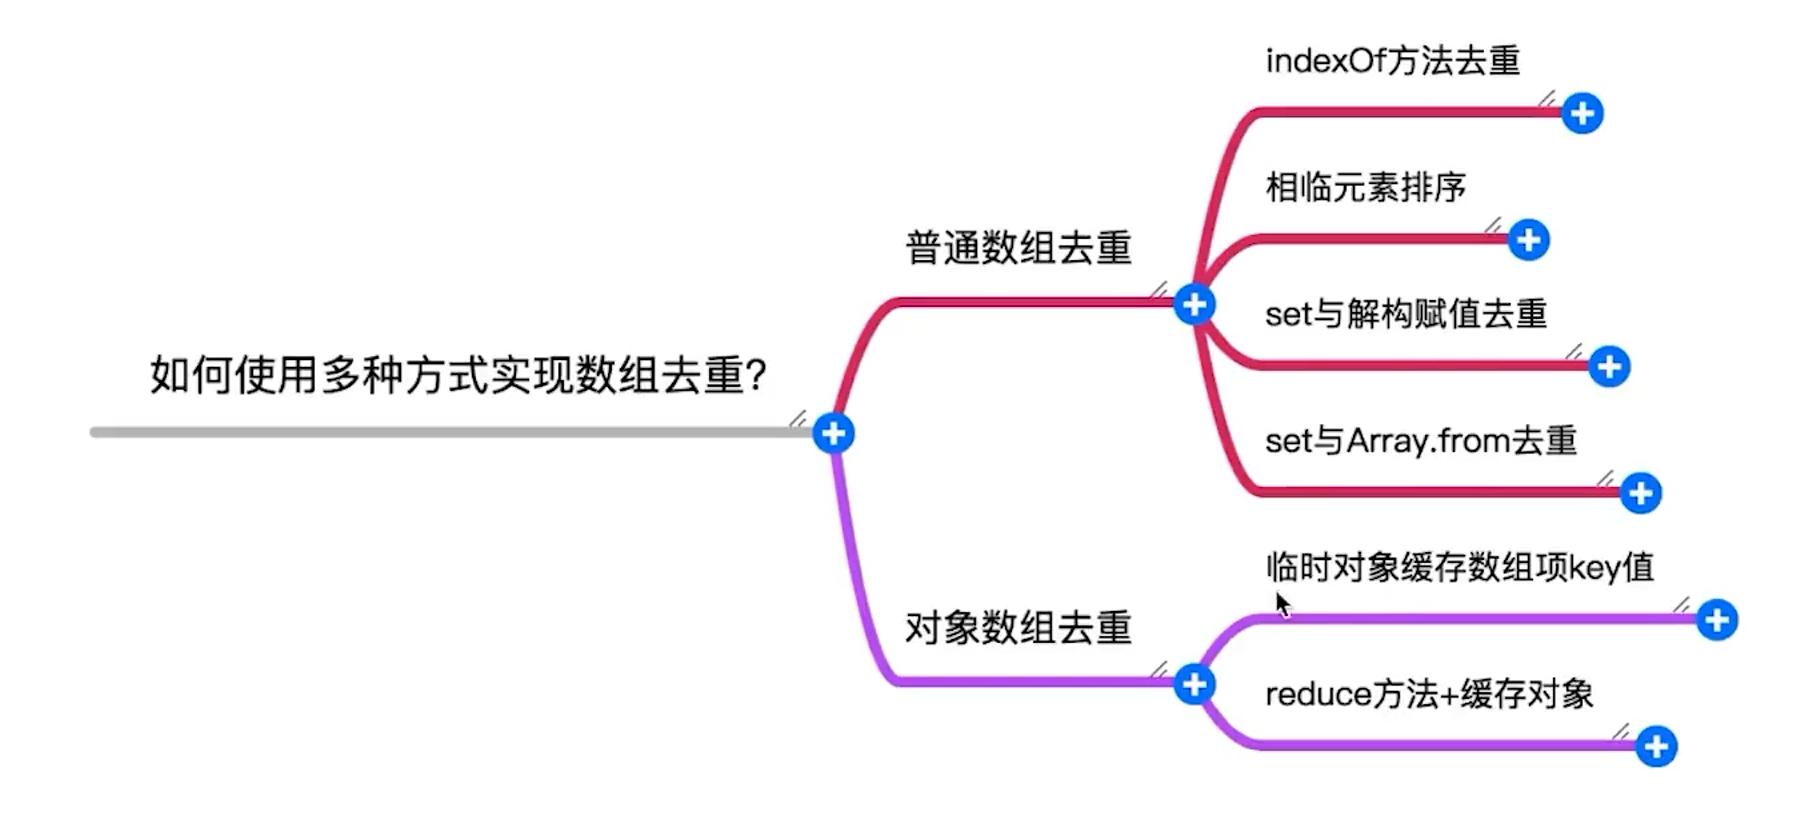 如何使用多种方式实现数组去重?
普通数组去重
indexOf方法去重
相临元素排序
set与解构赋值去重
set与Array.from去重
对象数组去重
临时对象缓存数组项key值
reduce方法+缓存对象